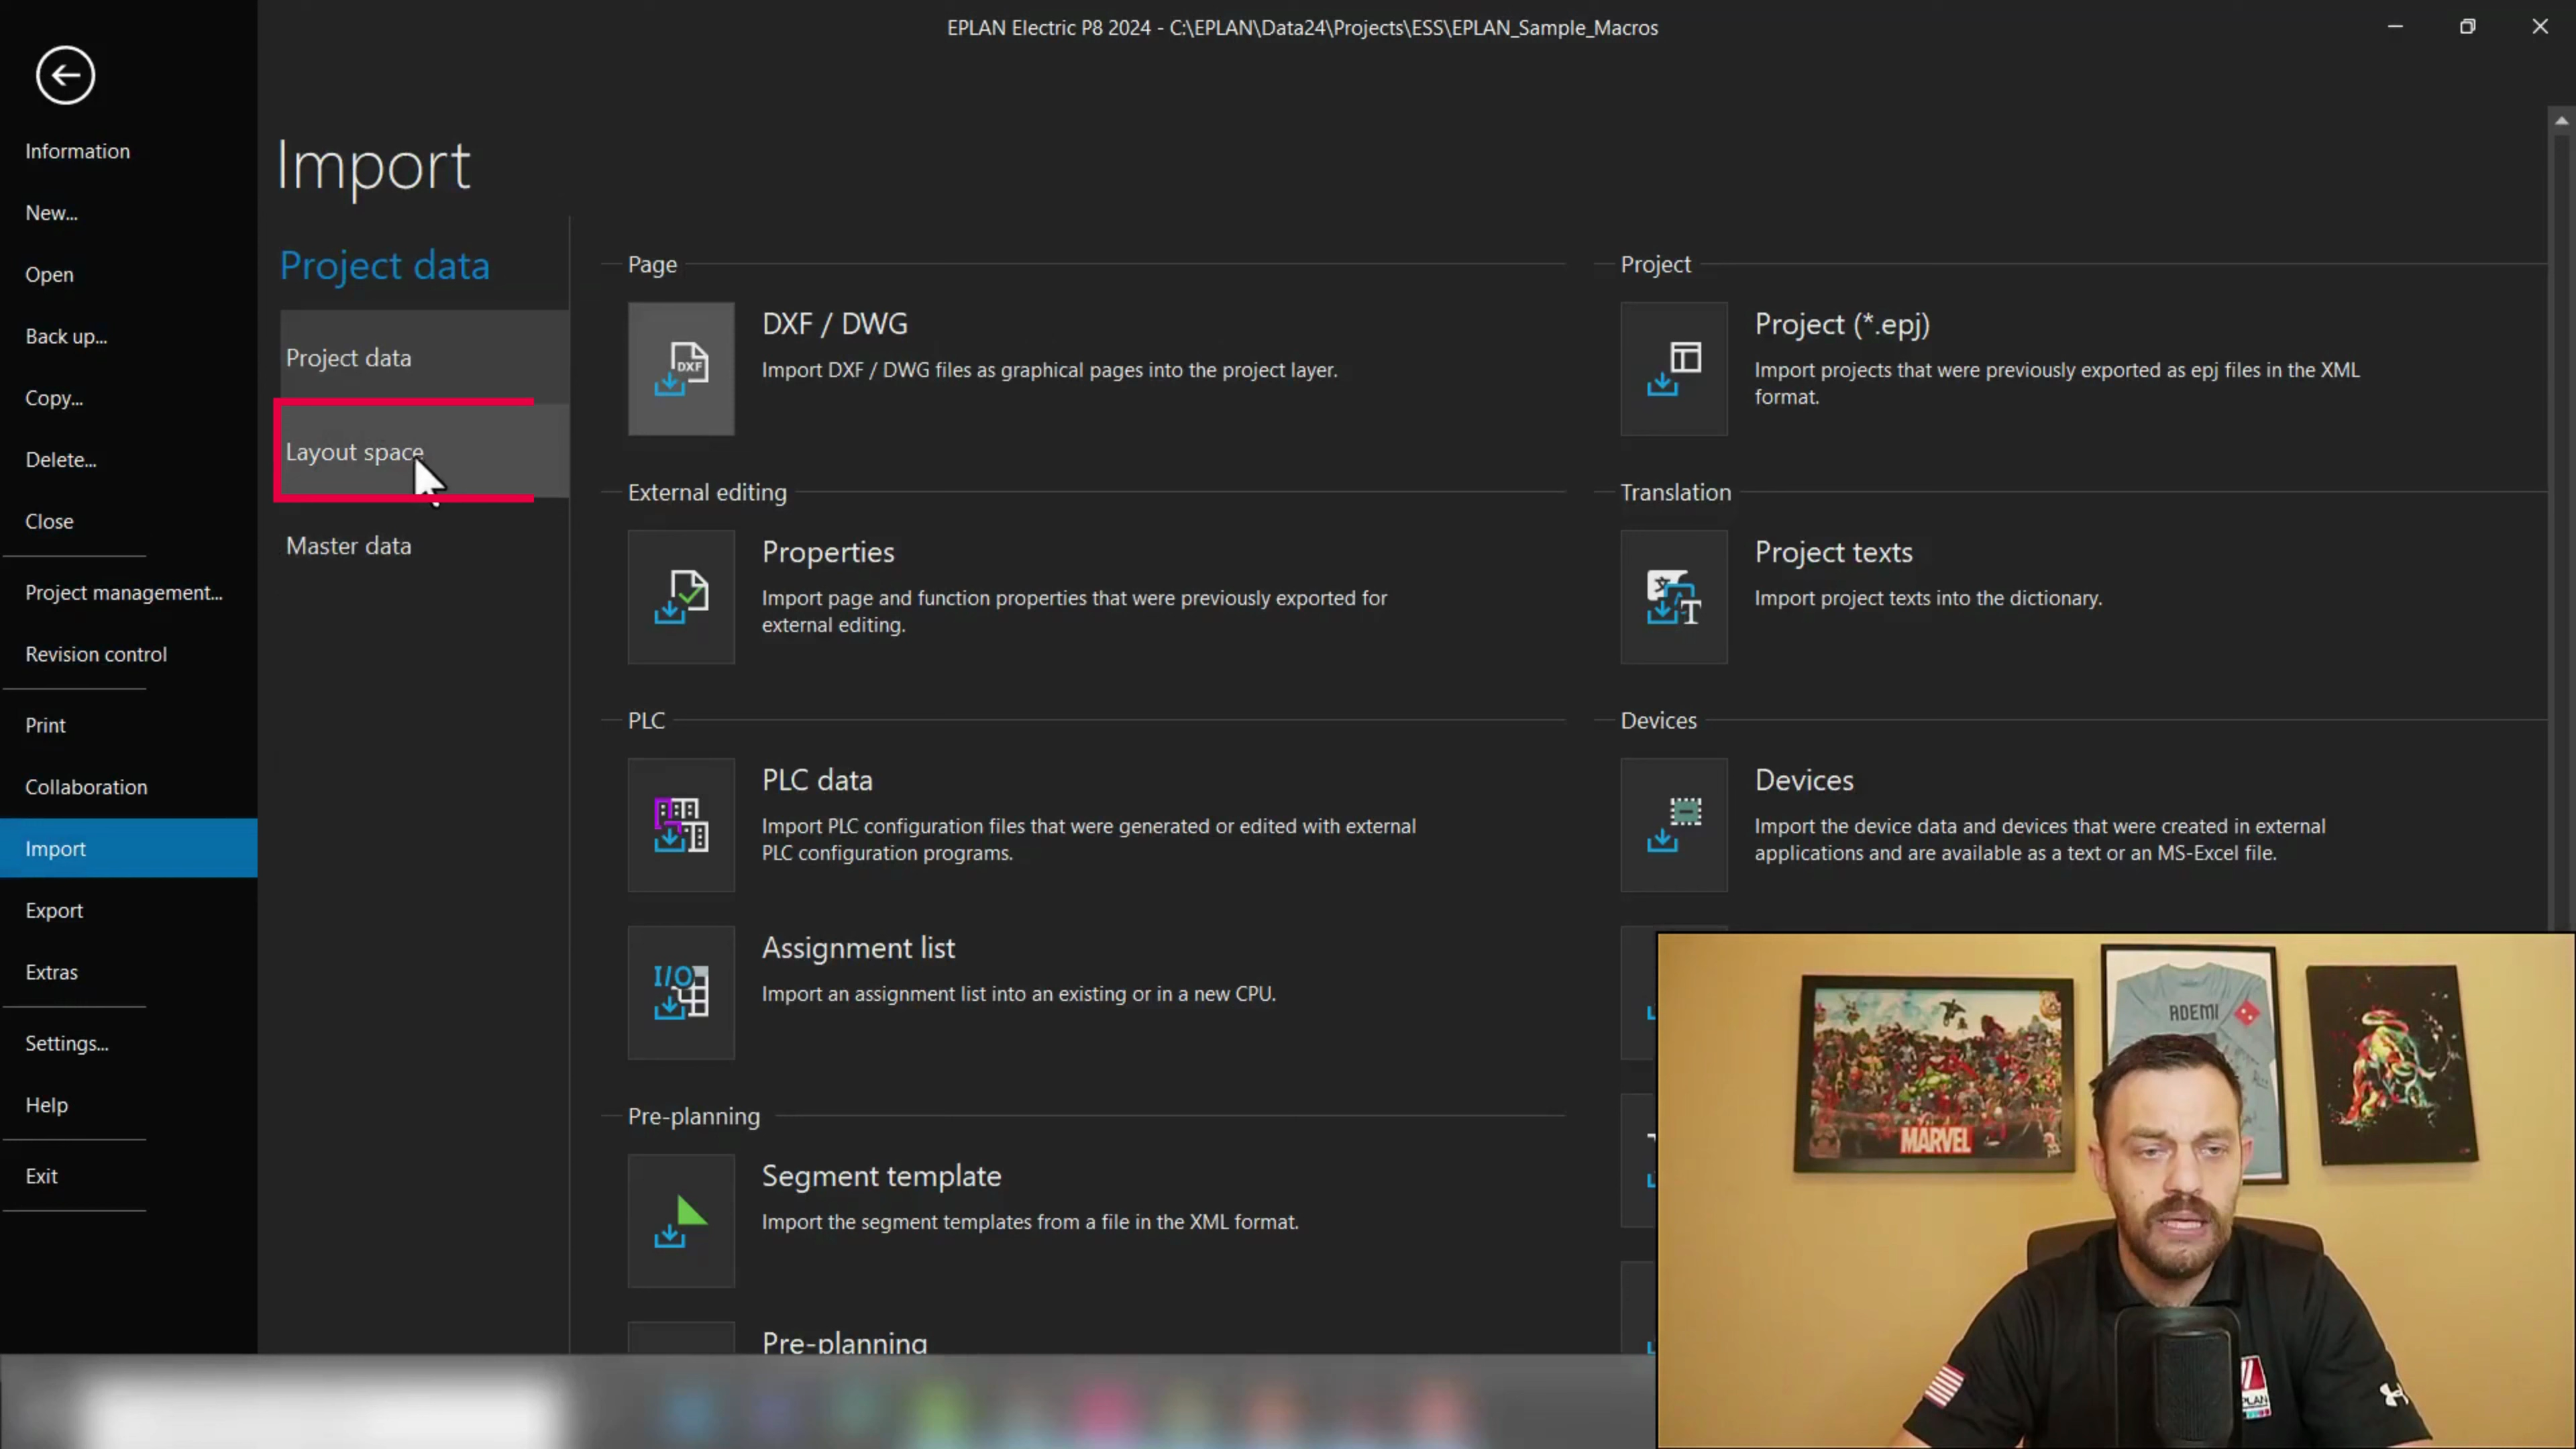 EPLAN Electric P8 2024 - C:\EPLAN\Data24\Projects\ESS\EPLAN_Sample_Macros
Information
New...
Open
Back up...
Copy...
Delete...
Close
Project management...
Revision control
Print
Collaboration
Import
Export
Extras
Settings...
Help
Exit
Import
Project data
Project data
Layout space
Master data
Page
DXF
DXF / DWG
Import DXF / DWG files as graphical pages into the project layer.
External editing
Properties
Import page and function properties that were previously exported for
external editing.
PLC
PLC data
Import PLC configuration files that were generated or edited with external
PLC configuration programs.
I/O
Assignment list
Import an assignment list into an existing or in a new CPU.
Pre-planning
Segment template
Import the segment templates from a file in the XML format.
Pre-planning
Project
Project (*.epj)
Import projects that were previously exported as epj files in the XML
format.
Translation
Project texts
Import project texts into the dictionary.
Devices
Devices
Import the device data and devices that were created in external
applications and are available as a text or an MS-Excel file.
MARVEL
ADEMI